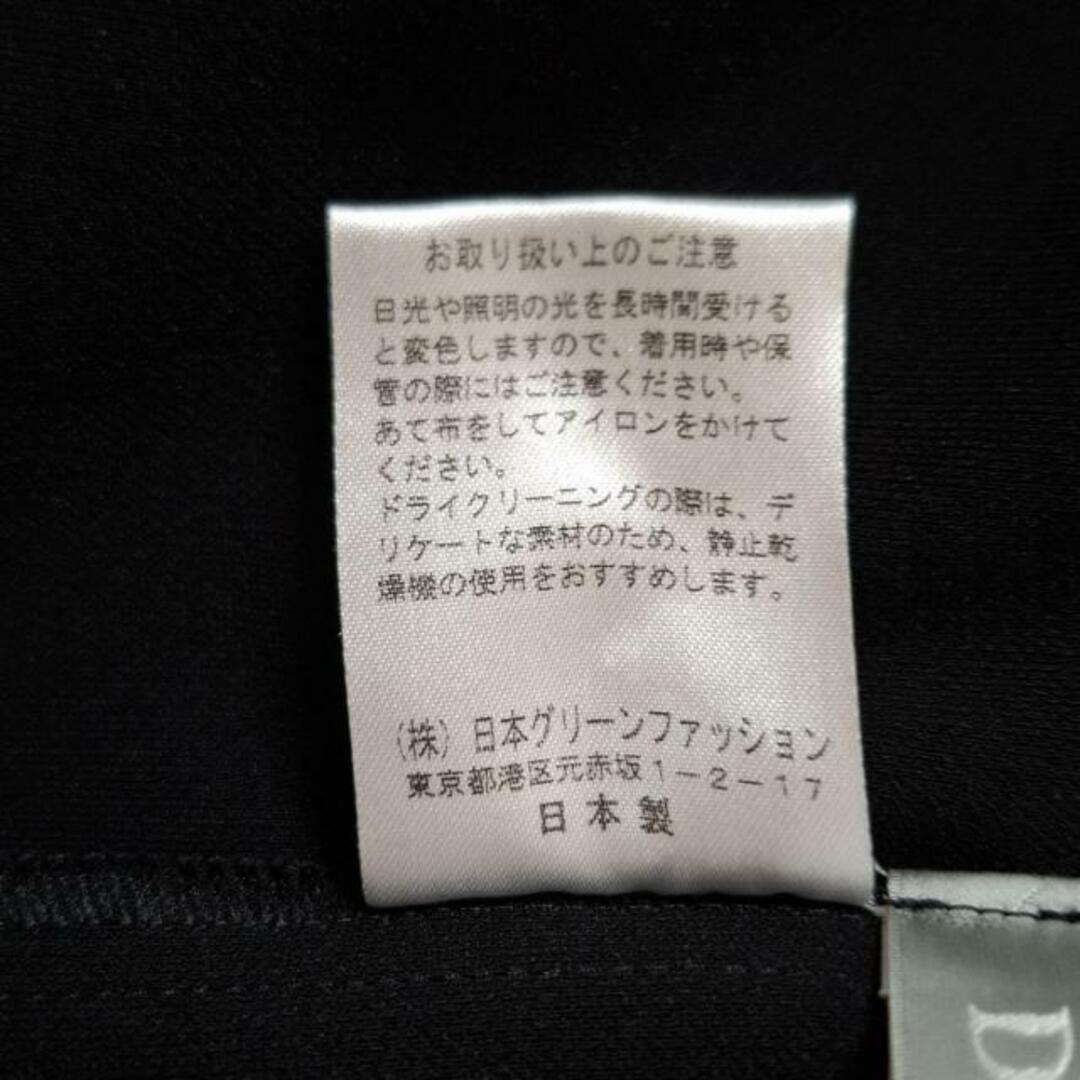 お取り扱い上のご注意
日光や照明の光を長時間受ける
と変色しますので、着用時や保
管の際にはご注意ください。
あて布をしてアイロンをかけて
ください。
ドライクリーニングの際は、デ
リケートな素材のため、静止乾
燥機の使用をおすすめします。
(株)日本グリーンファッション
東京都港区元赤坂1-2-17
日本製
D